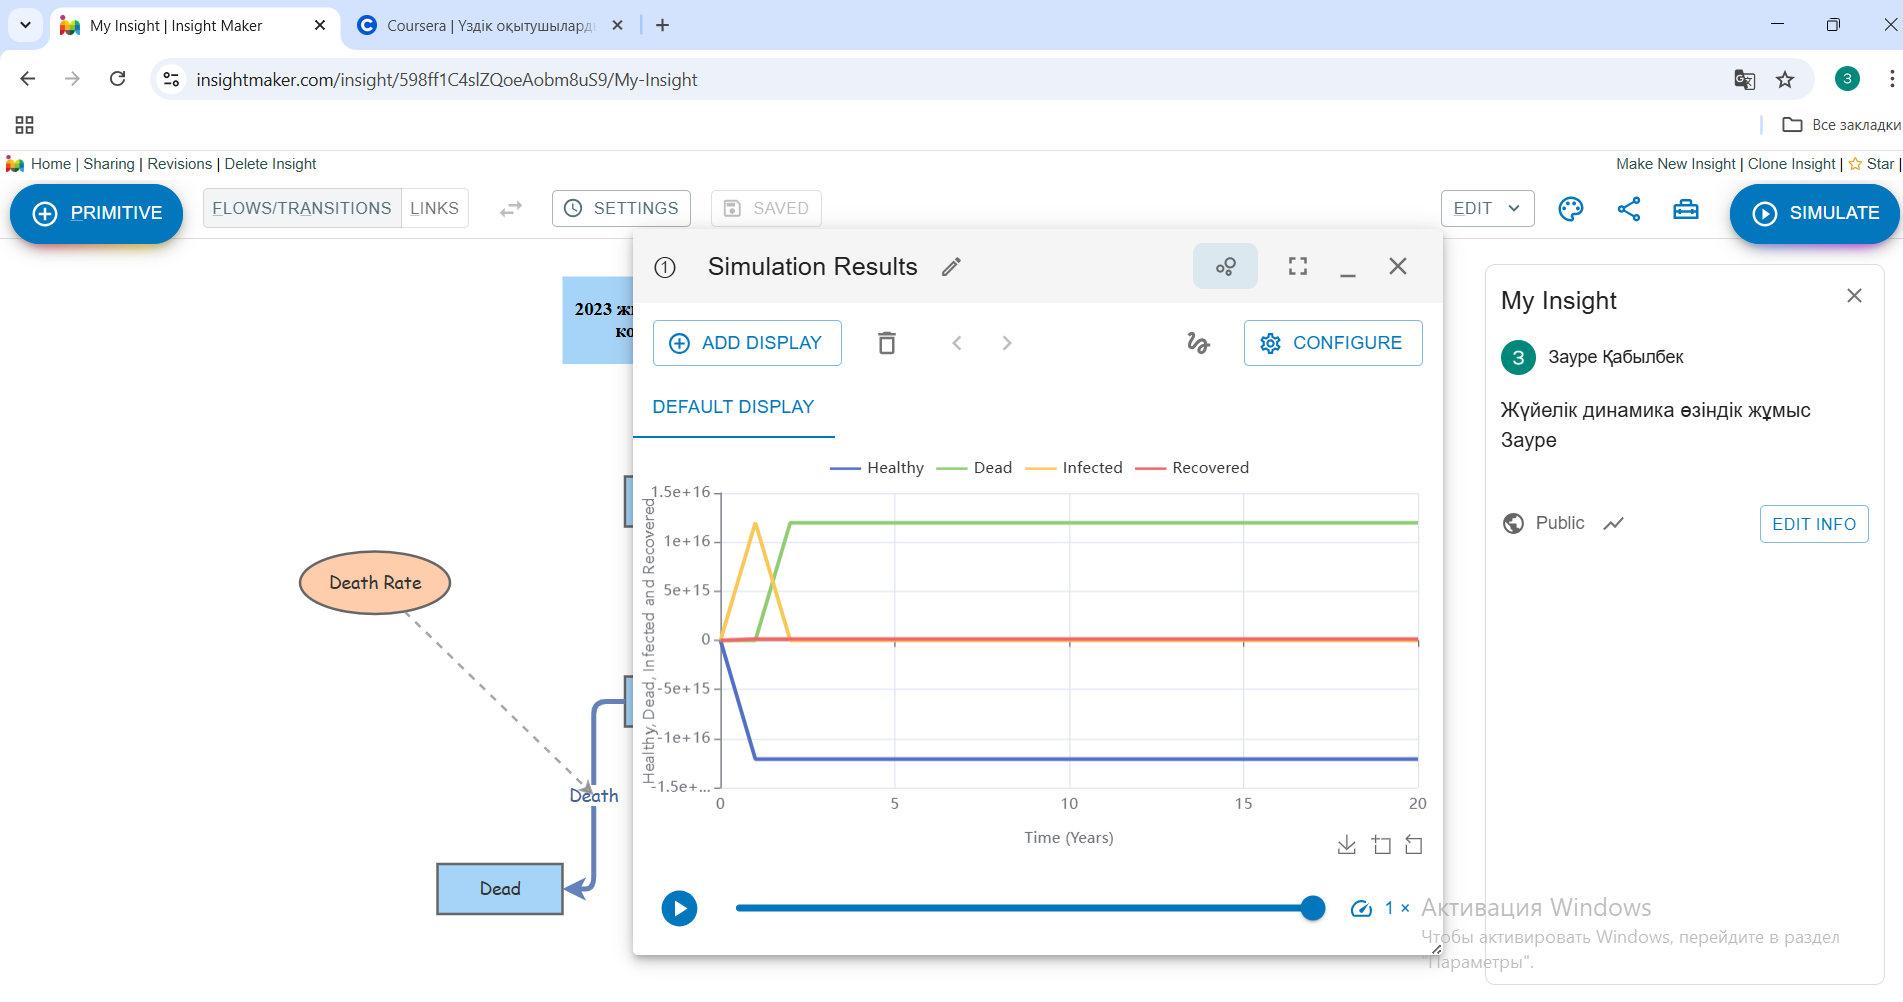 My Insight | Insight Maker
Coursera | Үздік оқытушылард
insightmaker.com/insight/598ff1C4slZQoeAobm8uS9/My-Insight
3
Все закладки
Home | Sharing | Revisions | Delete Insight
Make New Insight | Clone Insight | Star |
PRIMITIVE
FLOWS/TRANSITIONS
LINKS
SETTINGS
SAVED
EDIT
SIMULATE
2023
Simulation Results
ADD DISPLAY
CONFIGURE
DEFAULT DISPLAY
Healthy
Dead
Infected
Recovered
Healthy, Dead, Infected and Recovered
1.5e+16
1e+16
5e+15
0
-5e+15
-1e+16
-1.5e+...
0
5
10
15
20
Time (Years)
1 ×
Death Rate
Death
Dead
My Insight
З
Зауре Қабылбек
Жүйелік динамика өзіндік жұмыс
Зауре
Public
EDIT INFO
Активация Windows
Чтобы активировать Windows, перейдите в раздел
"Параметры".